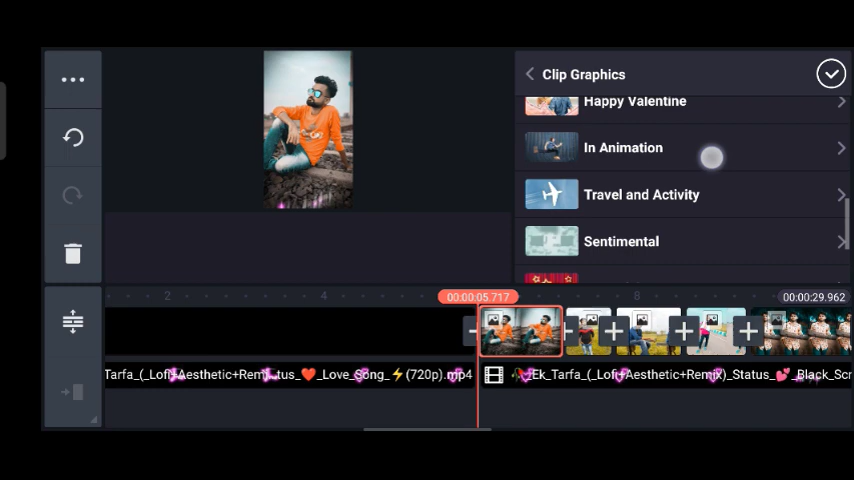 Clip Graphics
Happy Valentine
In Animation
Travel and Activity
Sentimental
2
4
00:00:05.717
8
00:00:29.962
Tarfa_(_Lofi+Aesthetic+Remi
tus_❤️_Love_Song_⚡(720p).mp4
Ek_Tarfa_(_Lofi+Aesthetic+Remix)_Status_💕_Black_Scr